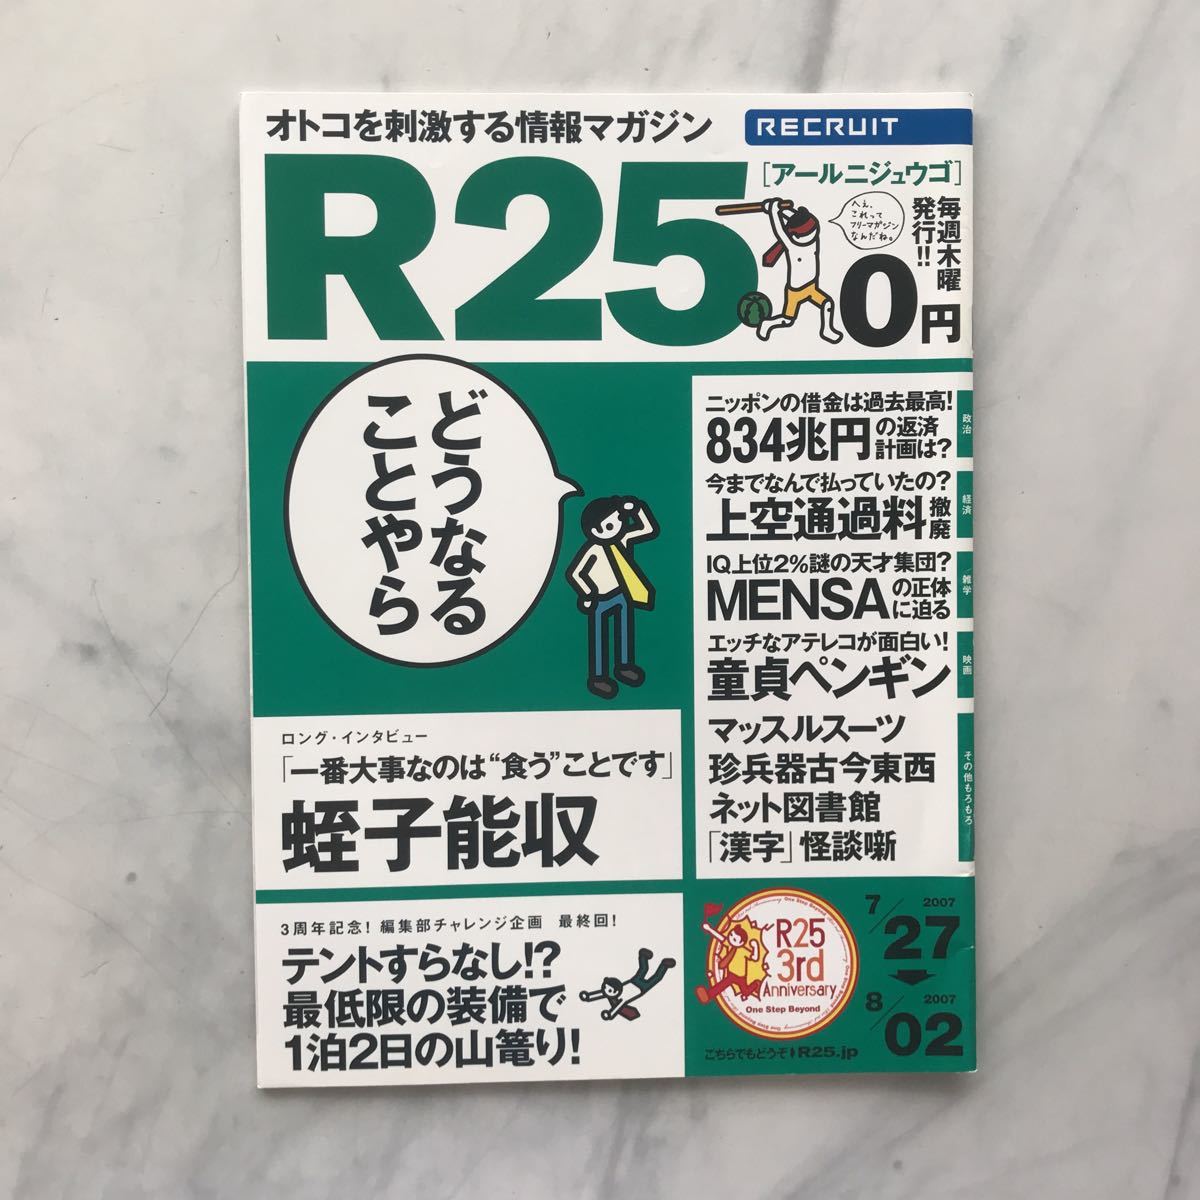 オトコを刺激する情報マガジン
RECRUIT
R25
[アールニジュウゴ]
へぇ、
これって
フリーマガジン
なんだね。
毎週木曜
発行!!
0円
どうなる
ことやら
ニッポンの借金は過去最高!
834兆円の返済
計画は?
政治
今までなんで払っていたの?
上空通過料撤廃
経済
IQ上位2%謎の天才集団?
MENSAの正体
に迫る
雑学
エッチなアテレコが面白い!
童貞ペンギン
映画
マッスルスーツ
珍兵器古今東西
ネット図書館
「漢字」怪談噺
その他もろもろ
ロング・インタビュー
「一番大事なのは“食う”ことです」
蛭子能収
3周年記念! 編集部チャレンジ企画 最終回!
テントすらなし!?
最低限の装備で
1泊2日の山篭り!
R25
3rd
Anniversary
One Step Beyond
2007
7/27
2007
8/02
こちらでもどうぞ R25.jp